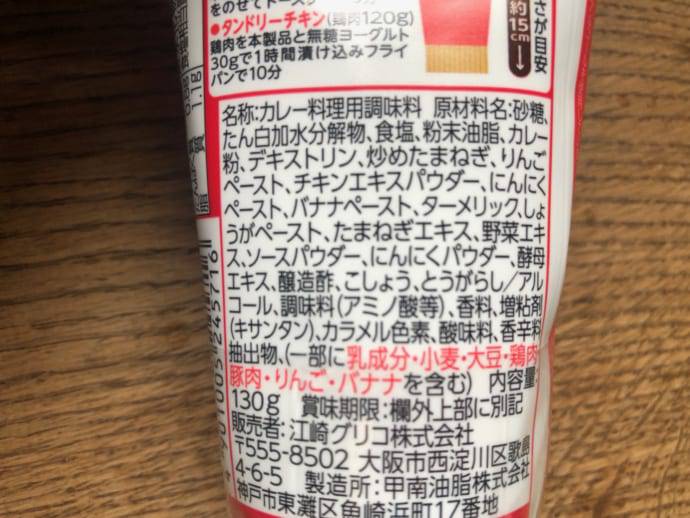 をのせてトースター
●タンドリーチキン(鶏肉120g)
鶏肉を本製品と無糖ヨーグルト
30gで1時間漬け込みフライ
パンで10分
さが目安
約15cm
1.1g
名称:カレー料理用調味料 原材料名:砂糖、
たん白加水分解物、食塩、粉末油脂、カレー
粉、デキストリン、炒めたまねぎ、りんご
ペースト、チキンエキスパウダー、にんにく
ペースト、バナナペースト、ターメリック、しょ
うがペースト、たまねぎエキス、野菜エキ
ス、ソースパウダー、にんにくパウダー、酵母
エキス、醸造酢、こしょう、とうがらし/アル
コール、調味料(アミノ酸等)、香料、増粘剤
(キサンタン)、カラメル色素、酸味料、香辛料
抽出物、(一部に乳成分・小麦・大豆・鶏肉・
豚肉・りんご・バナナを含む) 内容量:
130g 賞味期限:欄外上部に別記
販売者:江崎グリコ株式会社
〒555-8502 大阪市西淀川区歌島
4-6-5 製造所:甲南油脂株式会社
神戸市東灘区魚崎浜町17番地